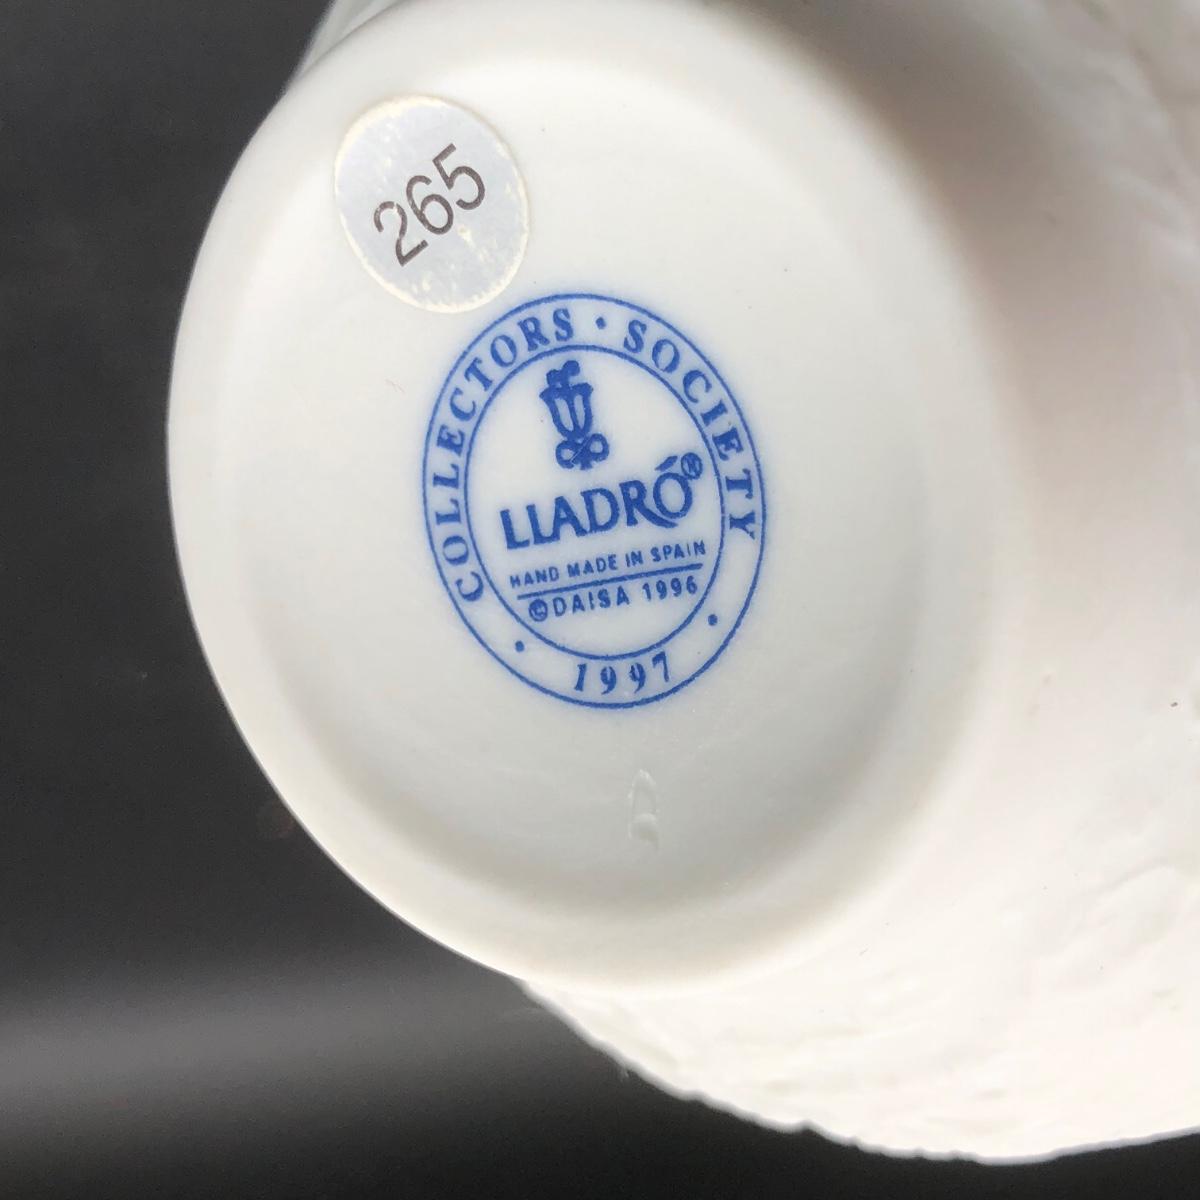 265
COLLECTORS · SOCIETY
LLADRÓ®
HAND MADE IN SPAIN
©DAISA 1996
· 1997 ·